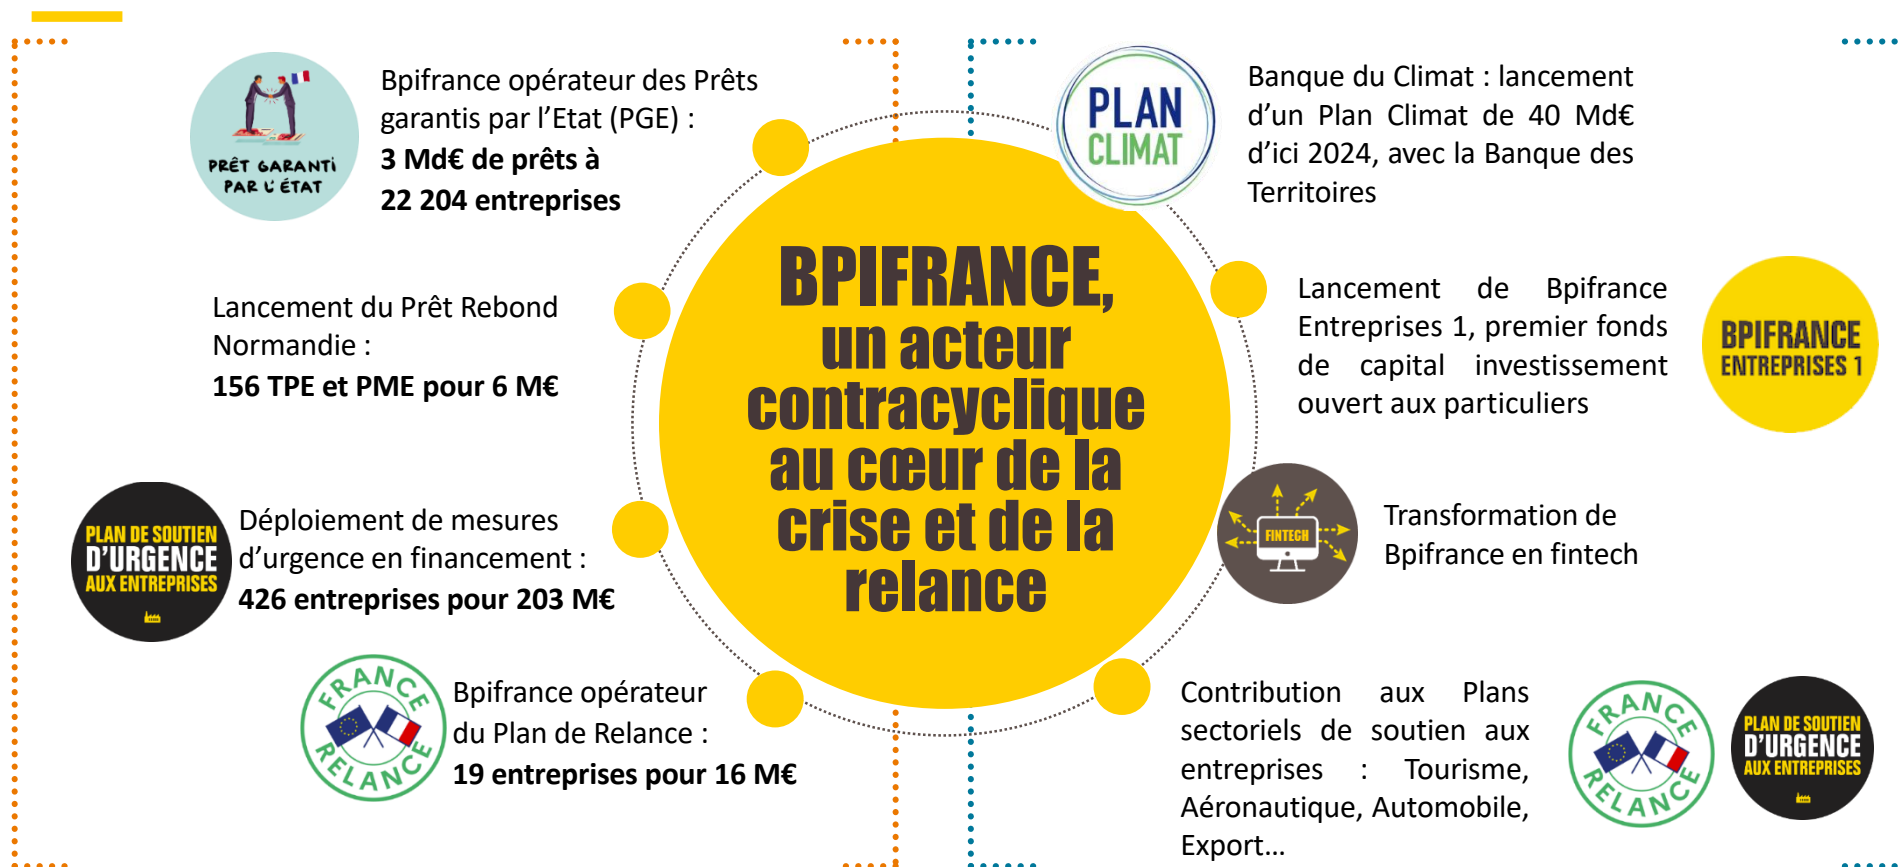 PRÊT GARANTi
PAR L'ÉTAT
Bpifrance opérateur des Prêts
garantis par l’Etat (PGE) :
3 Md€ de prêts à
22 204 entreprises
Lancement du Prêt Rebond
Normandie :
156 TPE et PME pour 6 M€
PLAN DE SOUTIEN
D’URGENCE
AUX ENTREPRISES
Déploiement de mesures
d’urgence en financement :
426 entreprises pour 203 M€
FRANCE
RELANCE
Bpifrance opérateur
du Plan de Relance :
19 entreprises pour 16 M€
BPIFRANCE,
un acteur
contracyclique
au cœur de la
crise et de la
relance
PLAN
CLIMAT
Banque du Climat : lancement
d’un Plan Climat de 40 Md€
d’ici 2024, avec la Banque des
Territoires
Lancement de Bpifrance
Entreprises 1, premier fonds
de capital investissement
ouvert aux particuliers
BPIFRANCE
ENTREPRISES 1
FINTECH
Transformation de
Bpifrance en fintech
Contribution aux Plans
sectoriels de soutien aux
entreprises : Tourisme,
Aéronautique, Automobile,
Export…
FRANCE
RELANCE
PLAN DE SOUTIEN
D’URGENCE
AUX ENTREPRISES